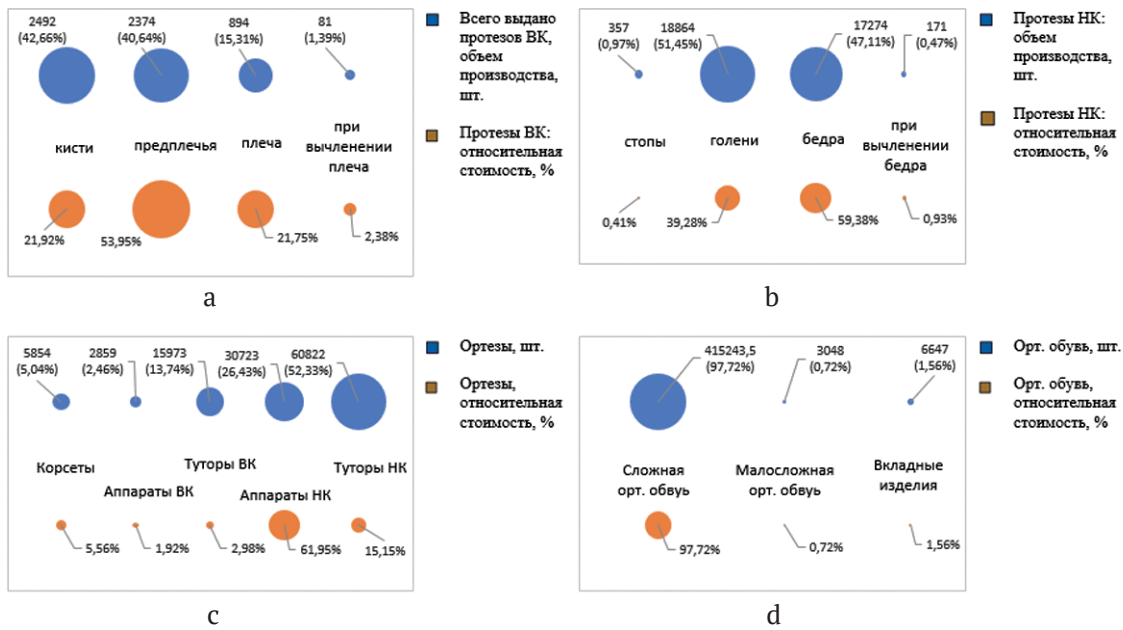 2492
(42,66%)
2374
(40,64%)
894
(15,31%)
81
(1,39%)
кисти
предплечья
плеча
при
вычленении
плеча
21,92%
53,95%
21,75%
2,38%
Всего выдано
протезов ВК,
объем
производства,
шт.
Протезы ВК:
относительная
стоимость, %
a
357
(0,97%)
18864
(51,45%)
17274
(47,11%)
171
(0,47%)
стопы
голени
бедра
при
вычленении
бедра
0,41%
39,28%
59,38%
0,93%
Протезы НК:
объем
производства,
шт.
Протезы НК:
относительная
стоимость, %
b
5854
(5,04%)
2859
(2,46%)
15973
(13,74%)
30723
(26,43%)
60822
(52,33%)
Корсеты
Аппараты ВК
Туторы ВК
Аппараты НК
Туторы НК
5,56%
1,92%
2,98%
61,95%
15,15%
Ортезы, шт.
Ортезы,
относительная
стоимость, %
c
415243,5
(97,72%)
3048
(0,72%)
6647
(1,56%)
Сложная
орт. обвуь
Малосложная
орт. обвуь
Вкладные
изделия
97,72%
0,72%
1,56%
Орт. обувь, шт.
Орт. обувь,
относительная
стоимость, %
d